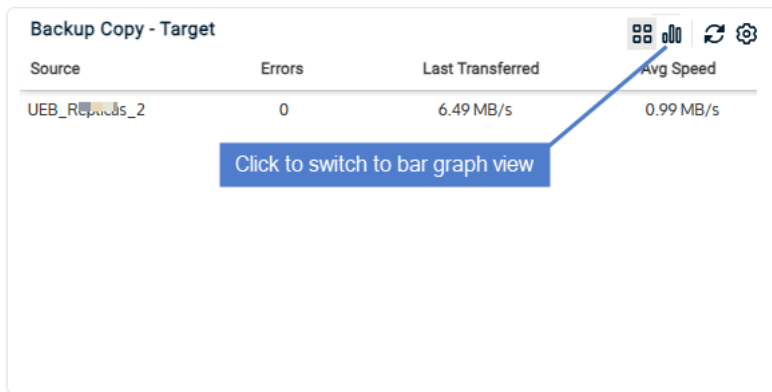 Backup Copy - Target
Source Errors Last Transferred Avg Speed
0 6.49 MB/s 0.99 MB/s
Click to switch to bar graph view